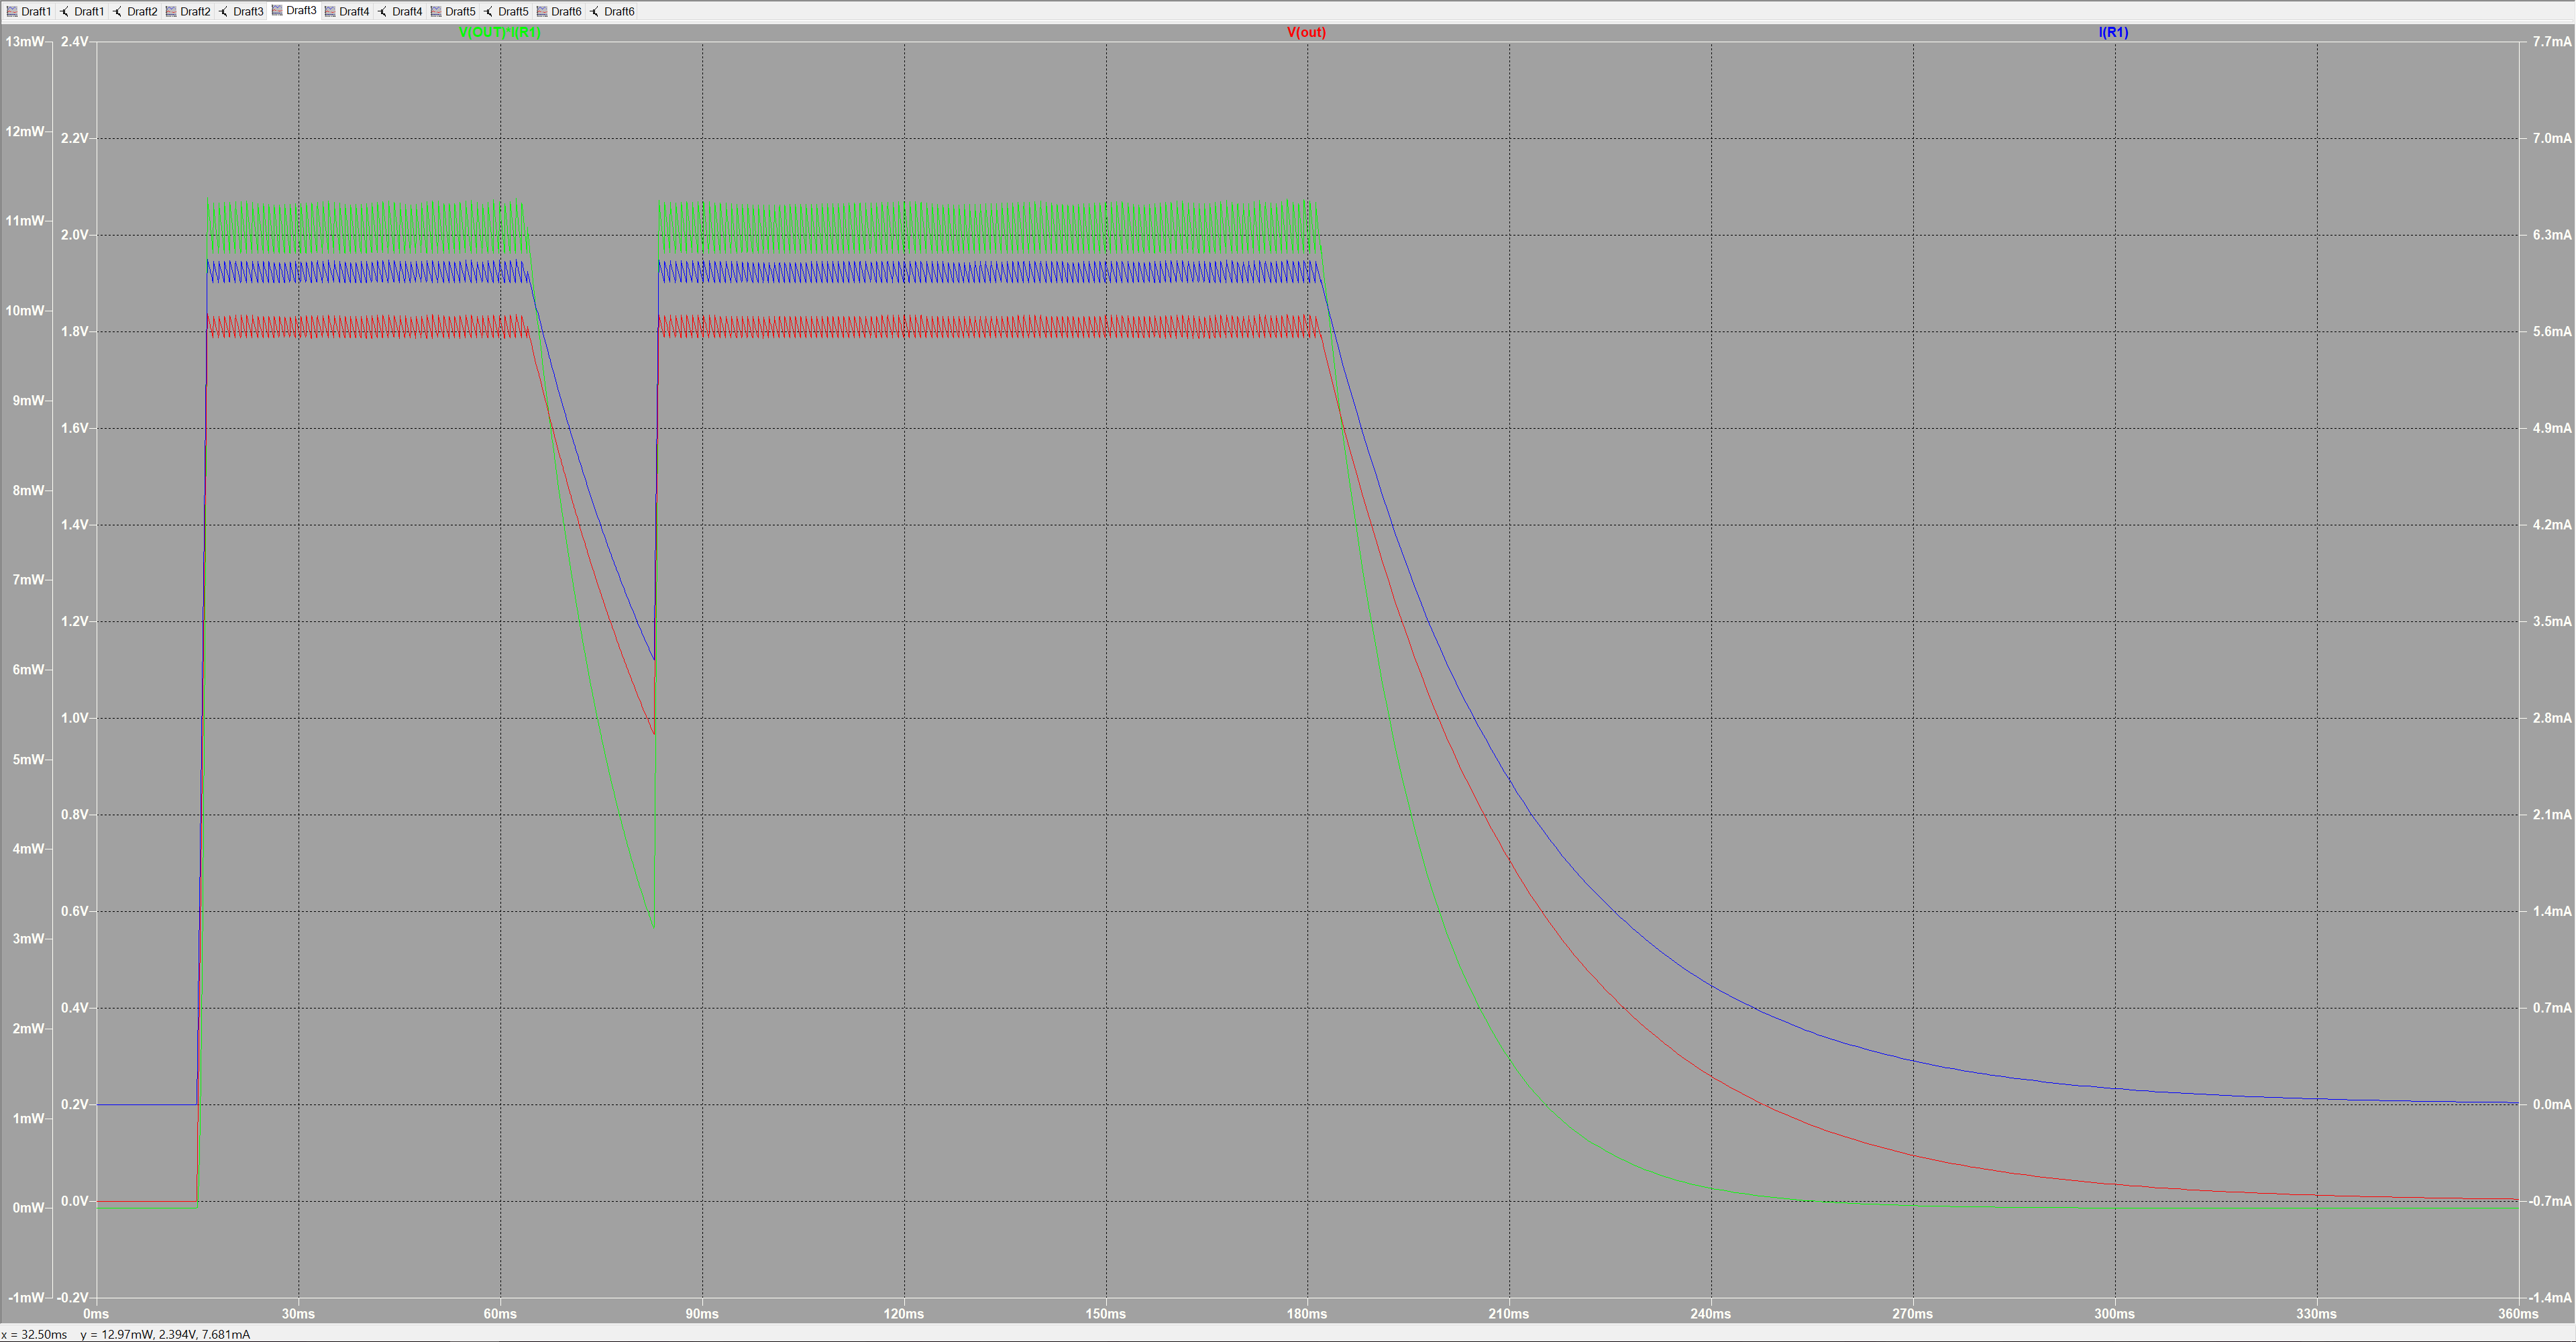 Draft1 Draft1 Draft2 Draft2 Draft3 Draft3 Draft4 Draft4 Draft5 Draft5 Draft6 Draft6
V(OUT)*I(R1) V(out) I(R1)
13mW 2.4V 7.7mA
12mW 2.2V 7.0mA
11mW 2.0V 6.3mA
10mW 1.8V 5.6mA
9mW 1.6V 4.9mA
8mW 1.4V 4.2mA
7mW 1.2V 3.5mA
6mW 1.0V 2.8mA
5mW 0.8V 2.1mA
4mW 0.6V 1.4mA
3mW 0.4V 0.7mA
2mW 0.2V 0.0mA
1mW 0.0V -0.7mA
0mW
-1mW -0.2V -1.4mA
0ms 30ms 60ms 90ms 120ms 150ms 180ms 210ms 240ms 270ms 300ms 330ms 360ms
x = 32.50ms y = 12.97mW, 2.394V, 7.681mA